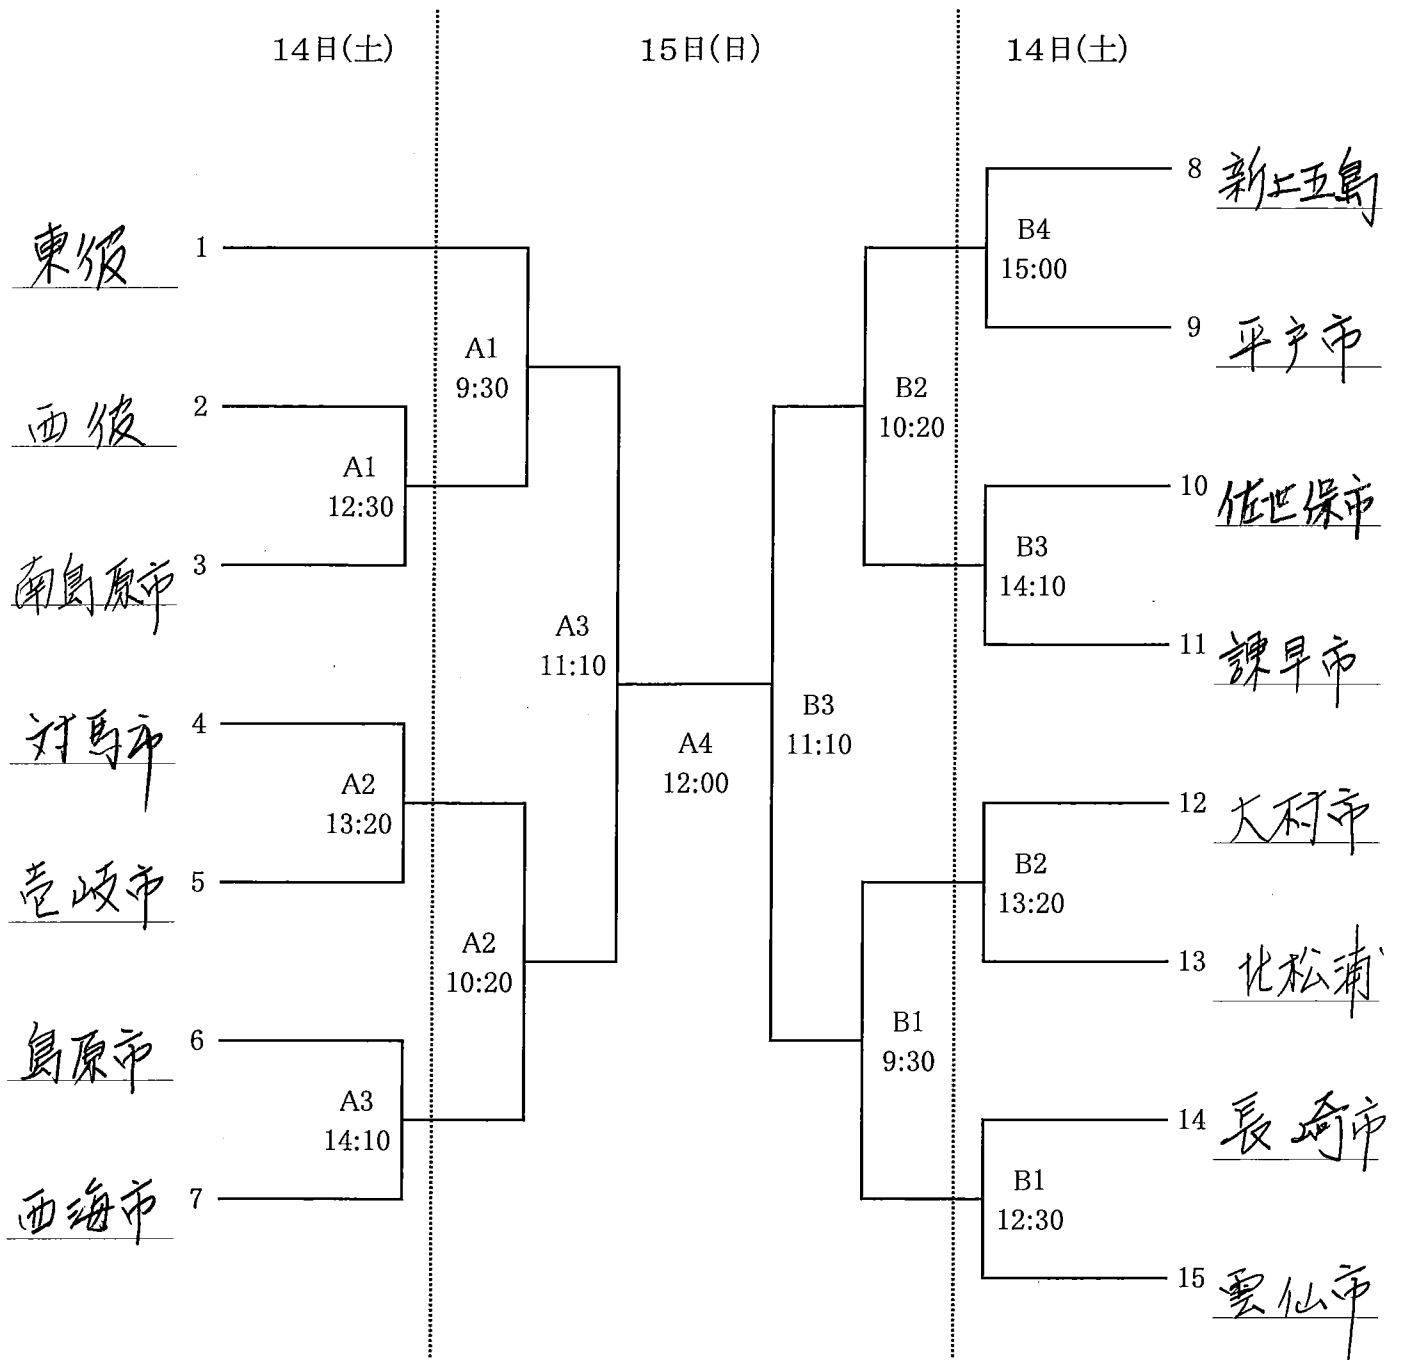 14日(土)
15日(日)
14日(土)
東彼 1
西彼 2
南島原市 3
対馬市 4
壱岐市 5
島原市 6
西海市 7
A1
12:30
A2
13:20
A3
14:10
A1
9:30
A2
10:20
A3
11:10
A4
12:00
B3
11:10
B2
10:20
B1
9:30
B4
15:00
B3
14:10
B2
13:20
B1
12:30
8 新上五島
9 平戸市
10 佐世保市
11 諫早市
12 大村市
13 北松浦
14 長崎市
15 雲仙市